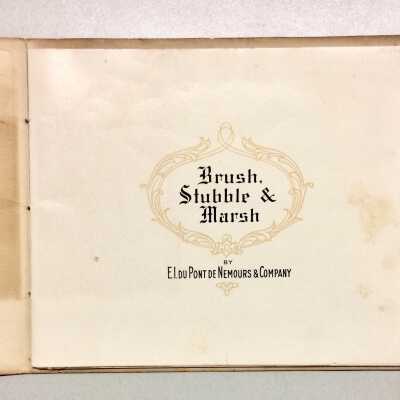 Brush,
Stubble &
Marsh
BY
E.I. DU PONT DE NEMOURS & COMPANY